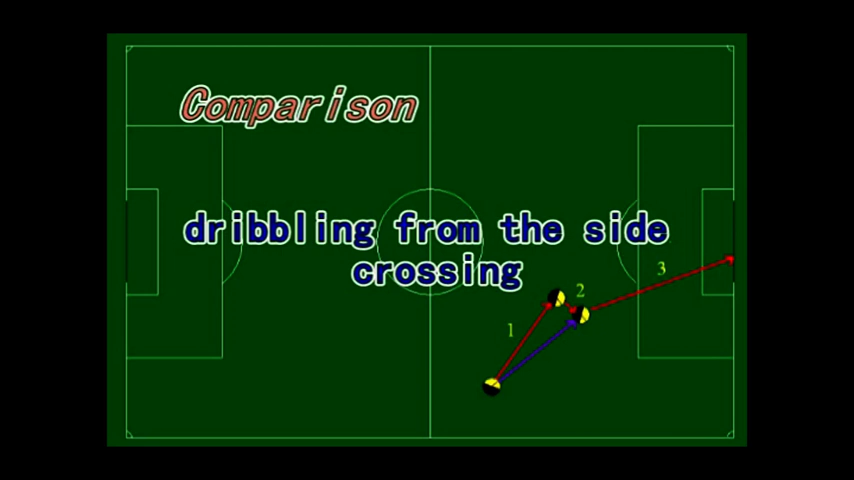 Comparison
dribbling from the side
crossing
3
2
1